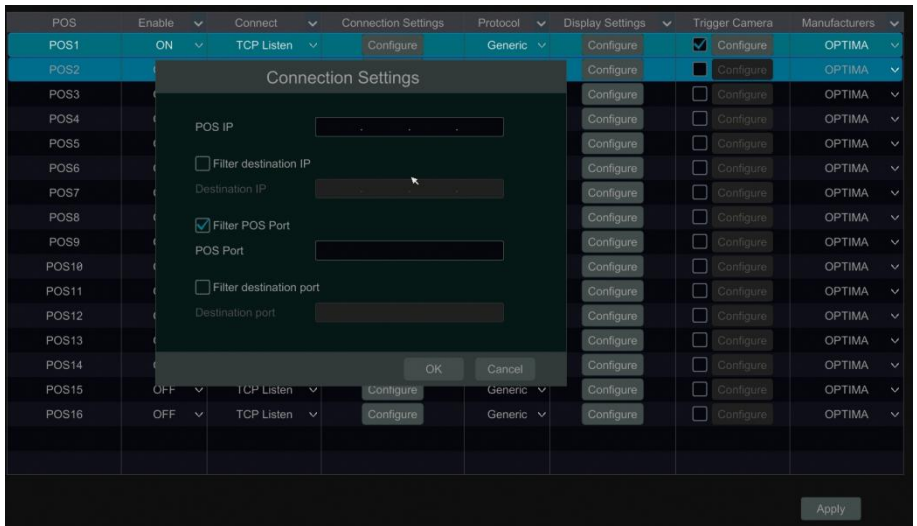 POS Enable Connect Connection Settings Protocol Display Settings Trigger Camera Manufacturers
POS1 ON TCP Listen Configure Generic Configure Configure OPTIMA
POS2 Configure Configure OPTIMA
Connection Settings
POS3 Configure Configure OPTIMA
POS4 Configure Configure OPTIMA
POS IP . . .
POS5 Configure Configure OPTIMA
POS6 Configure Configure OPTIMA
Filter destination IP
POS7 Configure Configure OPTIMA
Destination IP . . .
POS8 Configure Configure OPTIMA
Filter POS Port
POS9 Configure Configure OPTIMA
POS Port
POS10 Configure Configure OPTIMA
POS11 Configure Configure OPTIMA
Filter destination port
POS12 Configure Configure OPTIMA
Destination port
POS13 Configure Configure OPTIMA
POS14 Configure Configure OPTIMA
OK Cancel
POS15 OFF TCP Listen Configure Generic Configure Configure OPTIMA
POS16 OFF TCP Listen Configure Generic Configure Configure OPTIMA
Apply